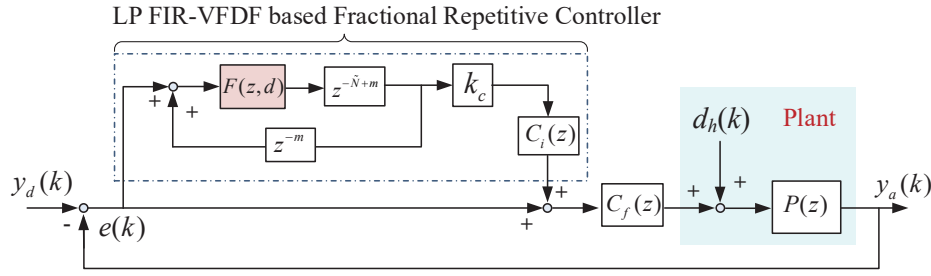 LP FIR-VFDF based Fractional Repetitive Controller
+ + F(z,d) z^{-Ñ+m} k_c
z^{-m} C_i(z)
d_h(k) Plant
y_d(k) - e(k) + + C_f(z) + + P(z) y_a(k)